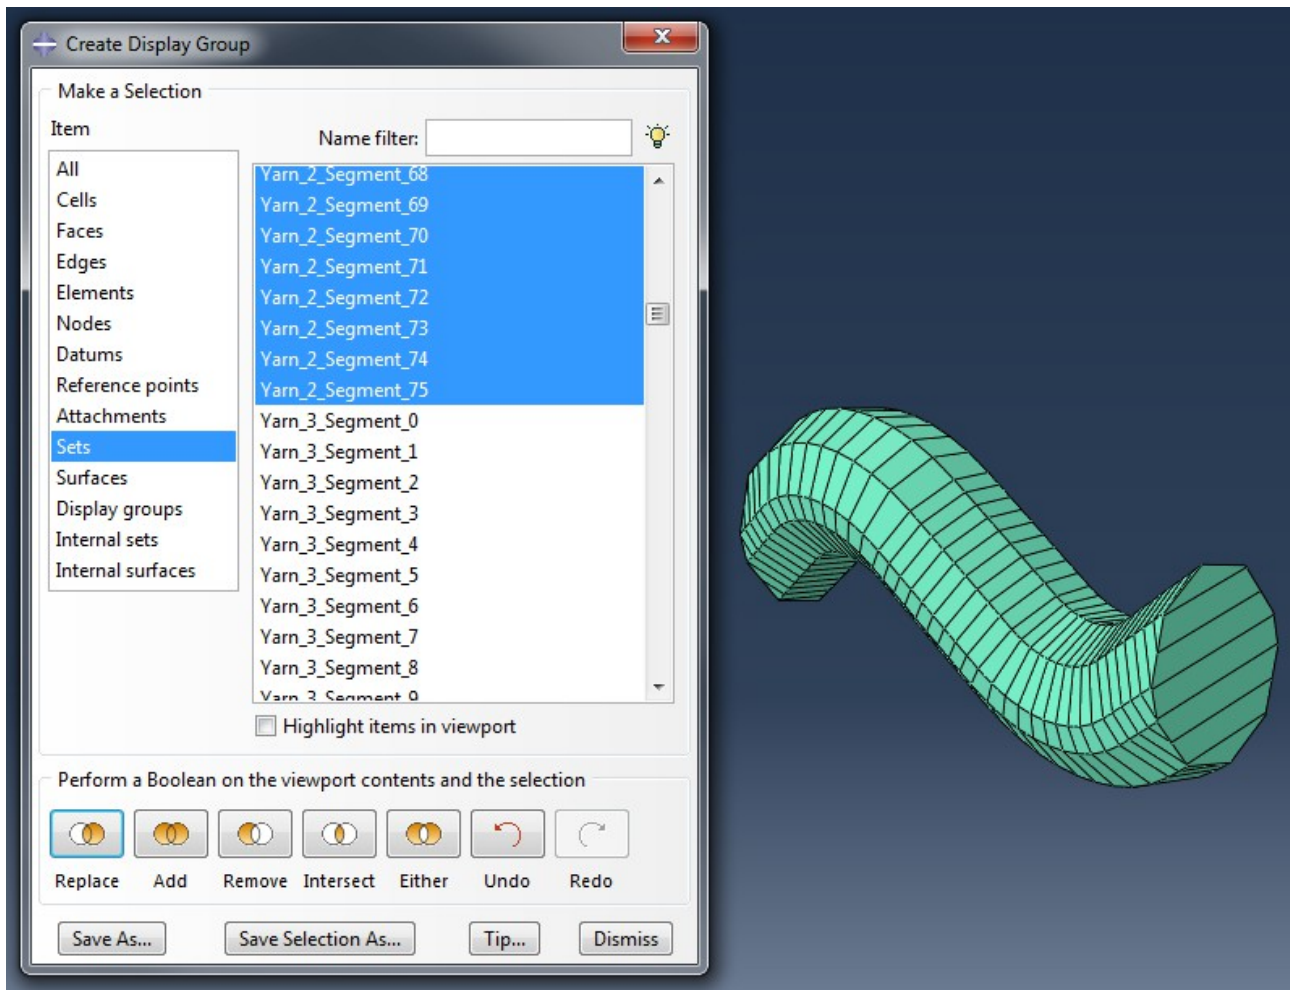 Create Display Group
Make a Selection
Item
Name filter:
All
Cells
Faces
Edges
Elements
Nodes
Datums
Reference points
Attachments
Sets
Surfaces
Display groups
Internal sets
Internal surfaces
Yarn_2_Segment_68
Yarn_2_Segment_69
Yarn_2_Segment_70
Yarn_2_Segment_71
Yarn_2_Segment_72
Yarn_2_Segment_73
Yarn_2_Segment_74
Yarn_2_Segment_75
Yarn_3_Segment_0
Yarn_3_Segment_1
Yarn_3_Segment_2
Yarn_3_Segment_3
Yarn_3_Segment_4
Yarn_3_Segment_5
Yarn_3_Segment_6
Yarn_3_Segment_7
Yarn_3_Segment_8
Yarn_3_Segment_9
Highlight items in viewport
Perform a Boolean on the viewport contents and the selection
Replace Add Remove Intersect Either Undo Redo
Save As... Save Selection As... Tip... Dismiss